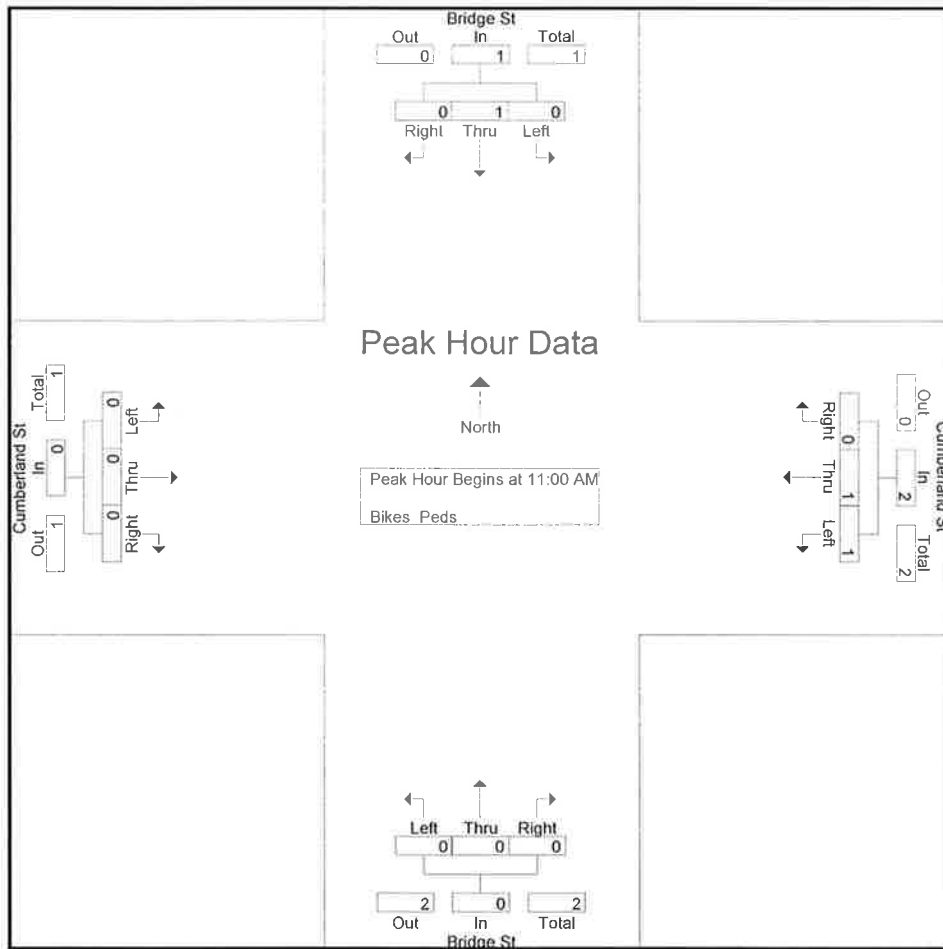 Bridge St
Out In Total
0 1 1
0 1 0
Right Thru Left
Peak Hour Data
North
Peak Hour Begins at 11:00 AM
Bikes Peds
Cumberland St
Out In Total
1 0 1
0 0 0
Left Thru Right
Cumberland St
Out In Total
0 2 2
0 1 1
Right Thru Left
Left Thru Right
0 0 0
2 0 2
Out In Total
Bridge St